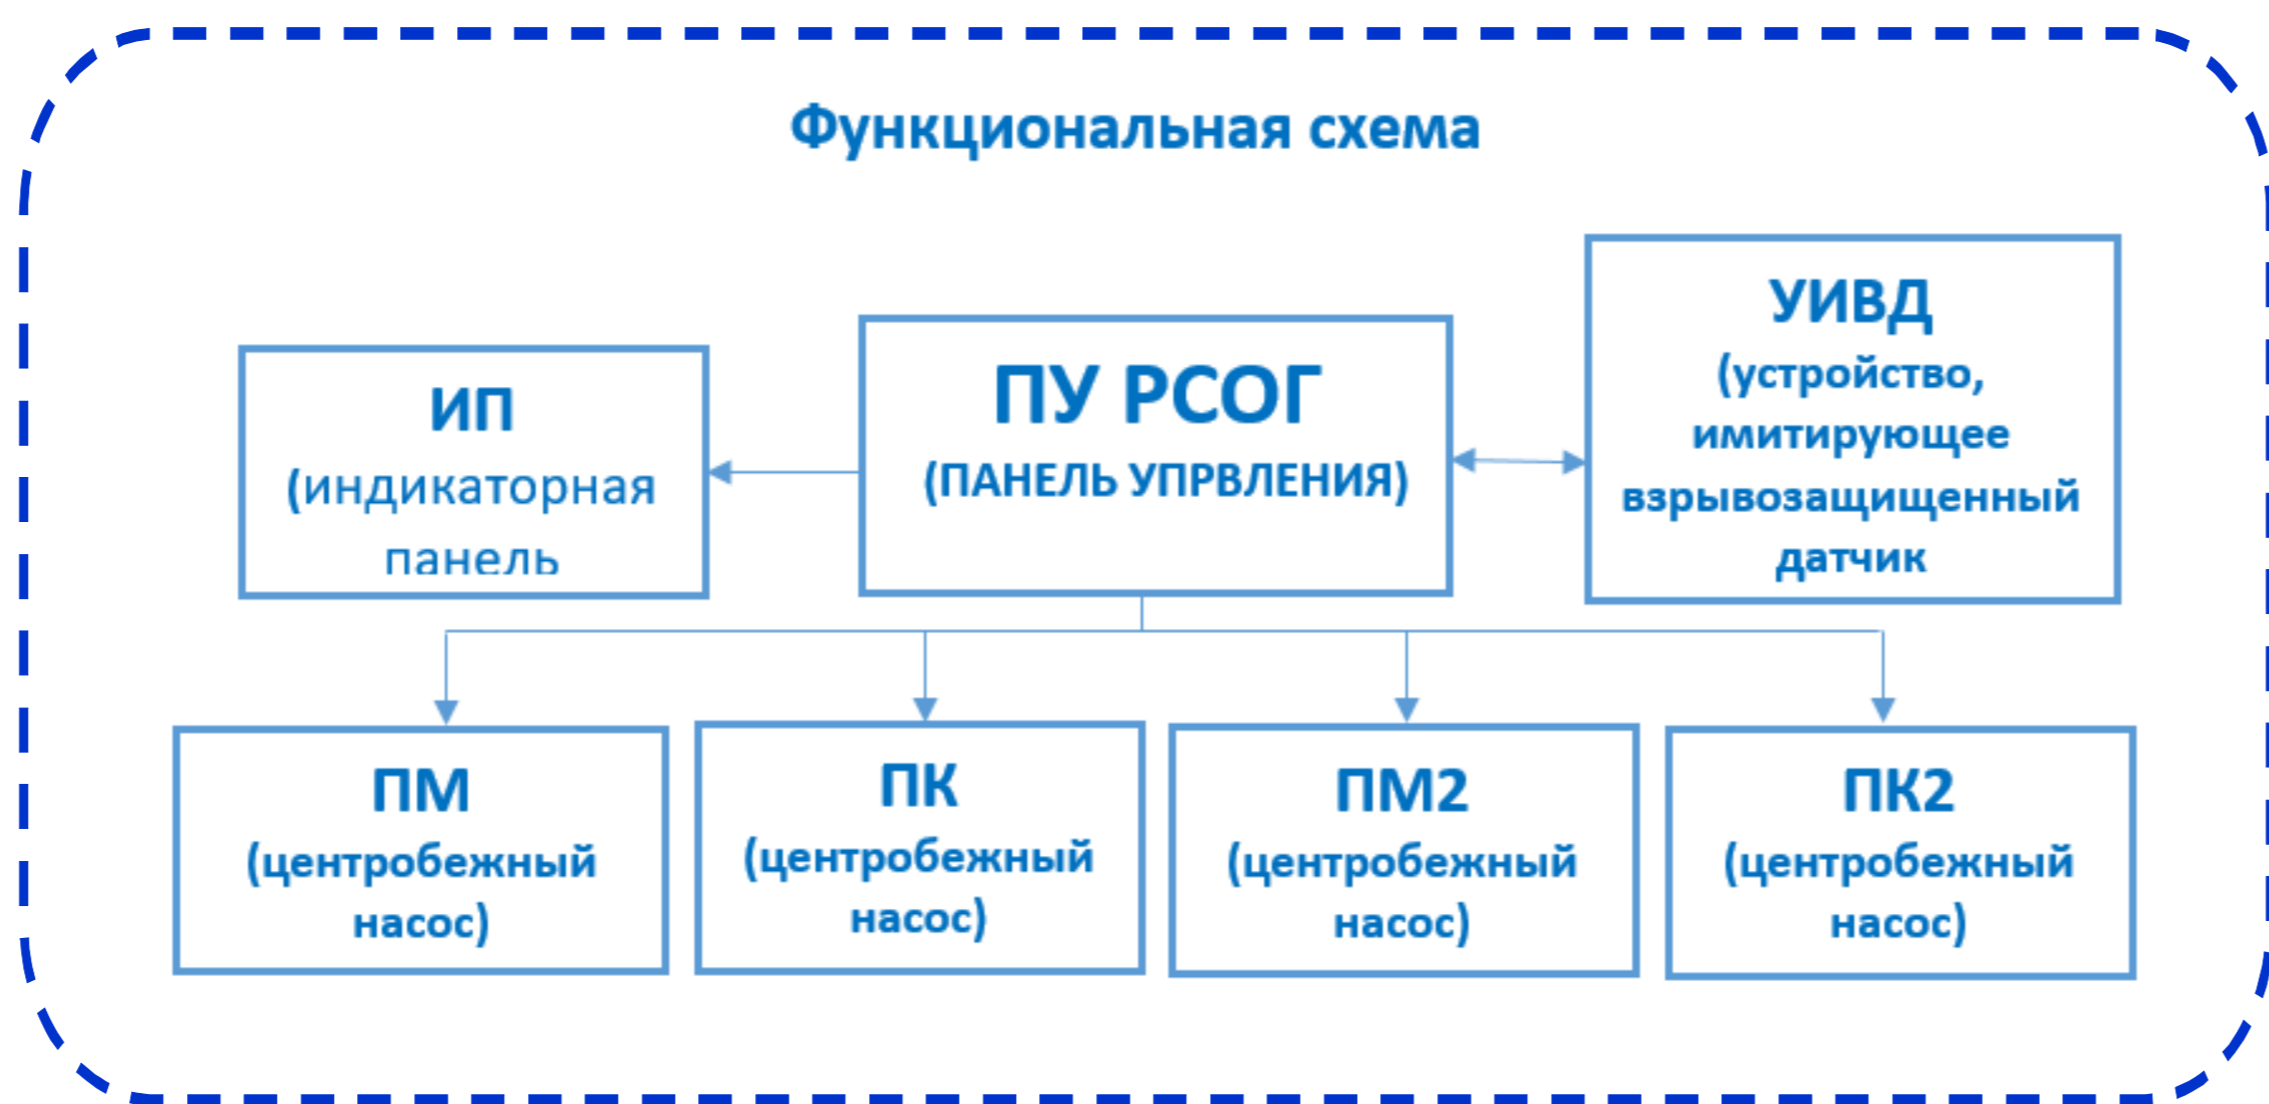 Функциональная схема
ИП
(индикаторная
панель
ПУ РСОГ
(ПАНЕЛЬ УПРВЛЕНИЯ)
УИВД
(устройство,
имитирующее
взрывозащищенный
датчик
ПМ
(центробежный
насос)
ПК
(центробежный
насос)
ПМ2
(центробежный
насос)
ПК2
(центробежный
насос)